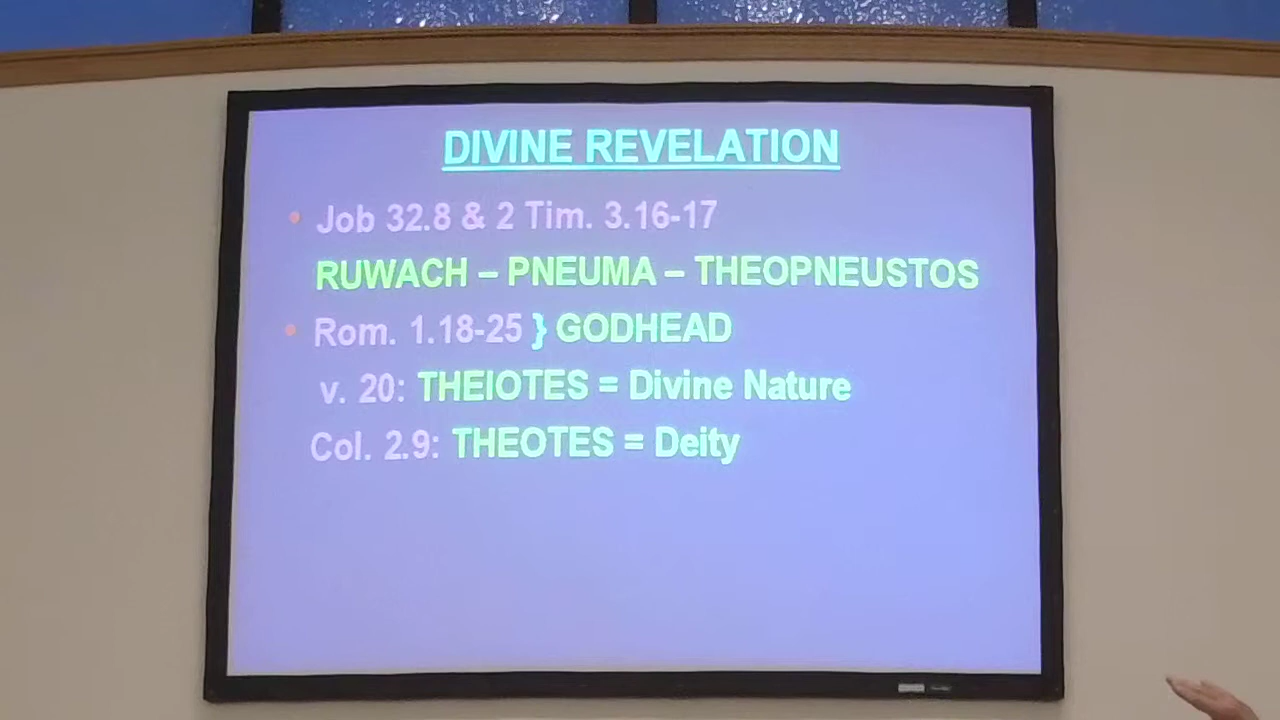 DIVINE REVELATION
• Job 32.8 & 2 Tim. 3.16-17
RUWACH – PNEUMA – THEOPNEUSTOS
• Rom. 1.18-25 } GODHEAD
v. 20: THEIOTES = Divine Nature
Col. 2.9: THEOTES = Deity